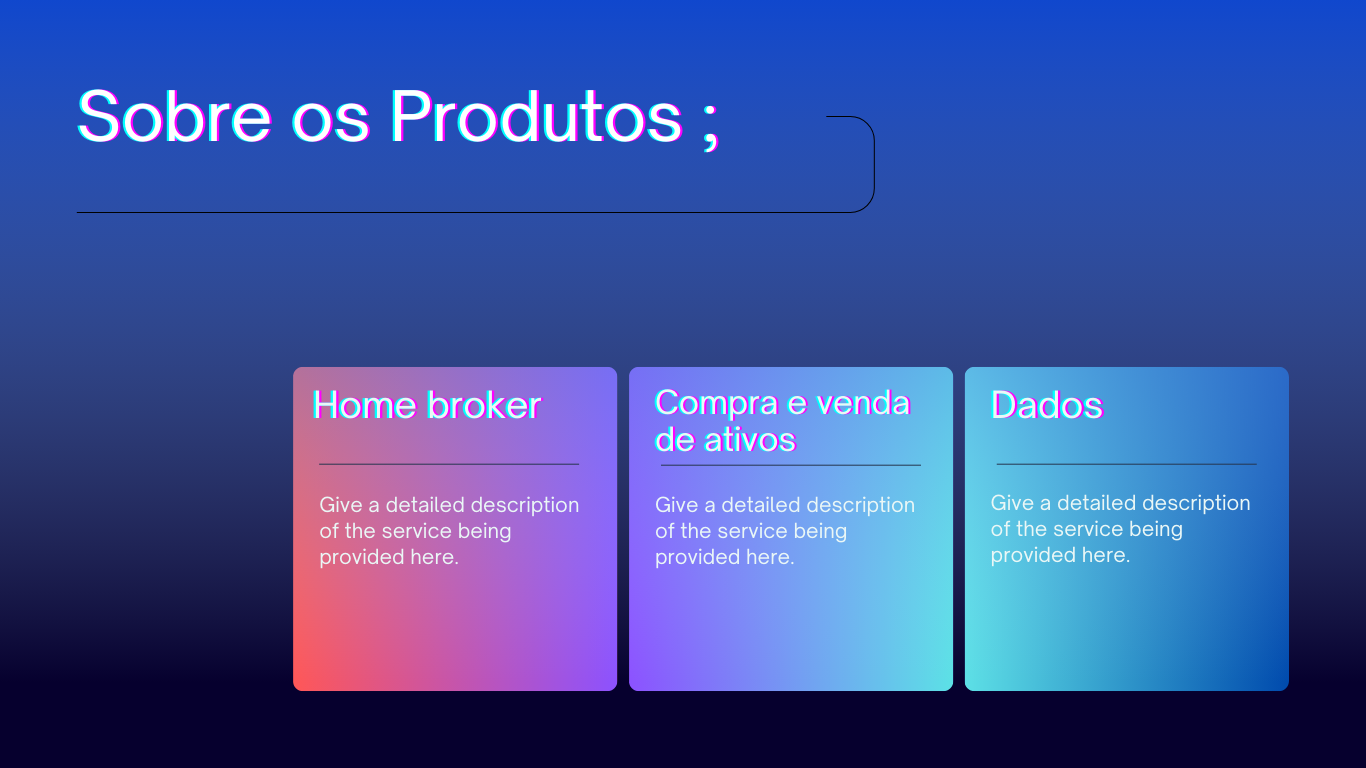 Sobre os Produtos ;
Home broker
Give a detailed description
of the service being
provided here.
Compra e venda
de ativos
Give a detailed description
of the service being
provided here.
Dados
Give a detailed description
of the service being
provided here.